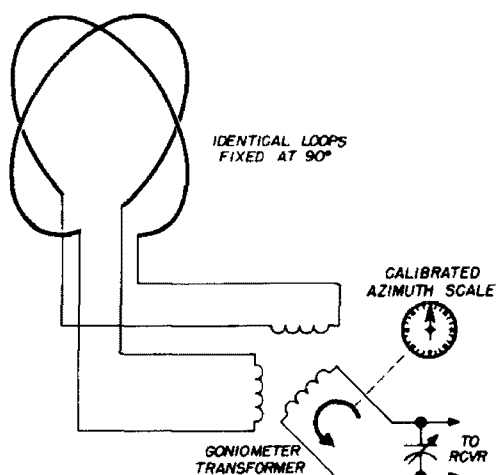 IDENTICAL LOOPS
FIXED AT 90°
CALIBRATED
AZIMUTH SCALE
GONIOMETER
TRANSFORMER
TO
RCVR